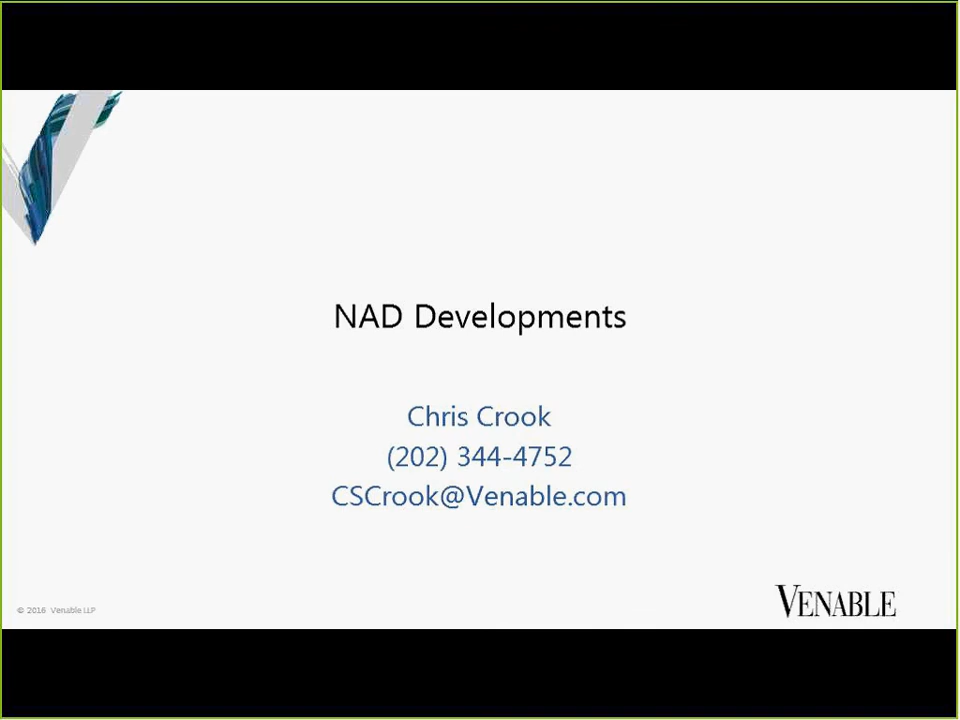 NAD Developments
Chris Crook
(202) 344-4752
CSCrook@Venable.com
© 2016 Venable LLP
VENABLE